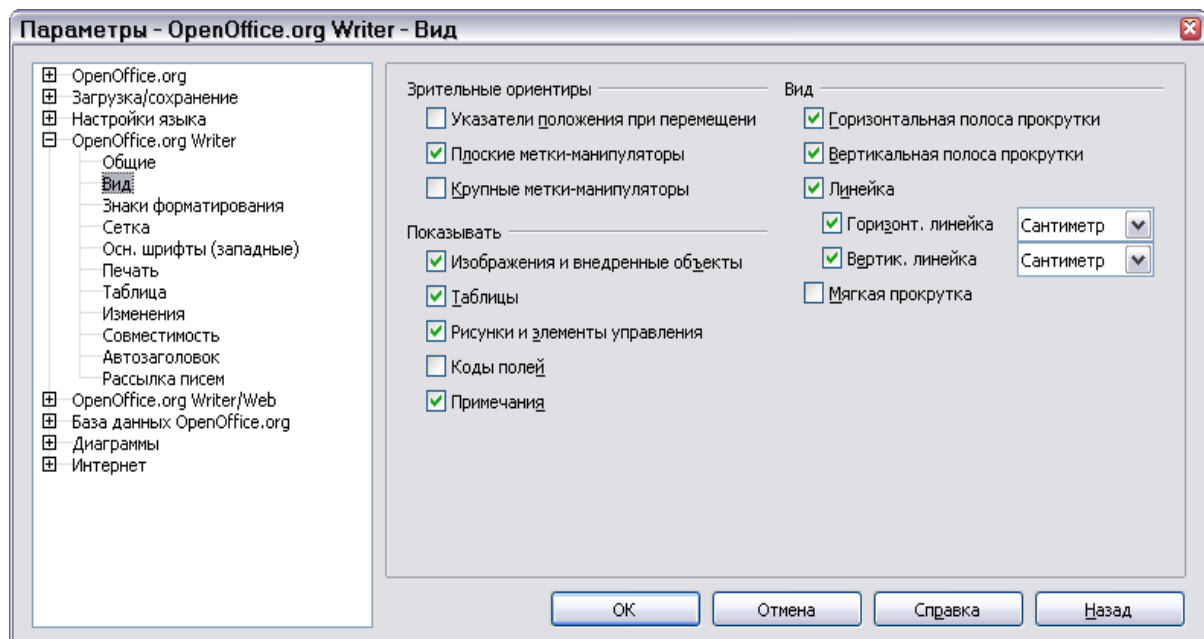 Параметры - OpenOffice.org Writer - Вид
OpenOffice.org
Загрузка/сохранение
Настройки языка
OpenOffice.org Writer
Общие
Вид
Знаки форматирования
Сетка
Осн. шрифты (западные)
Печать
Таблица
Изменения
Совместимость
Автозаголовок
Рассылка писем
OpenOffice.org Writer/Web
База данных OpenOffice.org
Диаграммы
Интернет
Зрительные ориентиры
Указатели положения при перемещени
Плоские метки-манипуляторы
Крупные метки-манипуляторы
Показывать
Изображения и внедренные объекты
Таблицы
Рисунки и элементы управления
Коды полей
Примечания
Вид
Горизонтальная полоса прокрутки
Вертикальная полоса прокрутки
Линейка
Горизонт. линейка Сантиметр
Вертик. линейка Сантиметр
Мягкая прокрутка
ОК Отмена Справка Назад